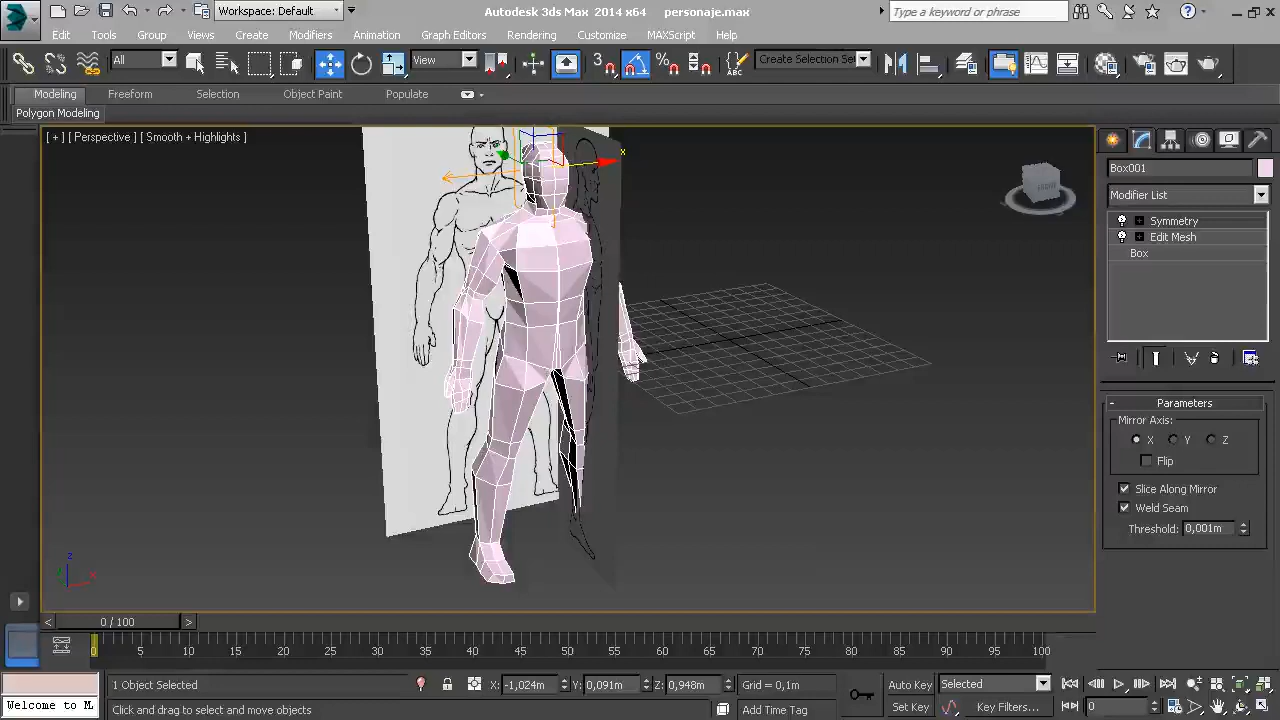 Workspace: Default
Autodesk 3ds Max 2014 x64 personaje.max
Type a keyword or phrase
Edit Tools Group Views Create Modifiers Animation Graph Editors Rendering Customize MAXScript Help
All
View
3
Create Selection Se
Modeling Freeform Selection Object Paint Populate
Polygon Modeling
[ + ] [ Perspective ] [ Smooth + Highlights ]
x
Box001
Modifier List
Symmetry
Edit Mesh
Box
Parameters
Mirror Axis:
X Y Z
Flip
Slice Along Mirror
Weld Seam
Threshold: 0,001m
z
x
0 / 100
0 5 10 15 20 25 30 35 40 45 50 55 60 65 70 75 80 85 90 95 100
1 Object Selected
X: -1,024m Y: 0,091m Z: 0,948m Grid = 0,1m
Auto Key Selected
Welcome to M
Click and drag to select and move objects
Add Time Tag
Set Key Key Filters... 0